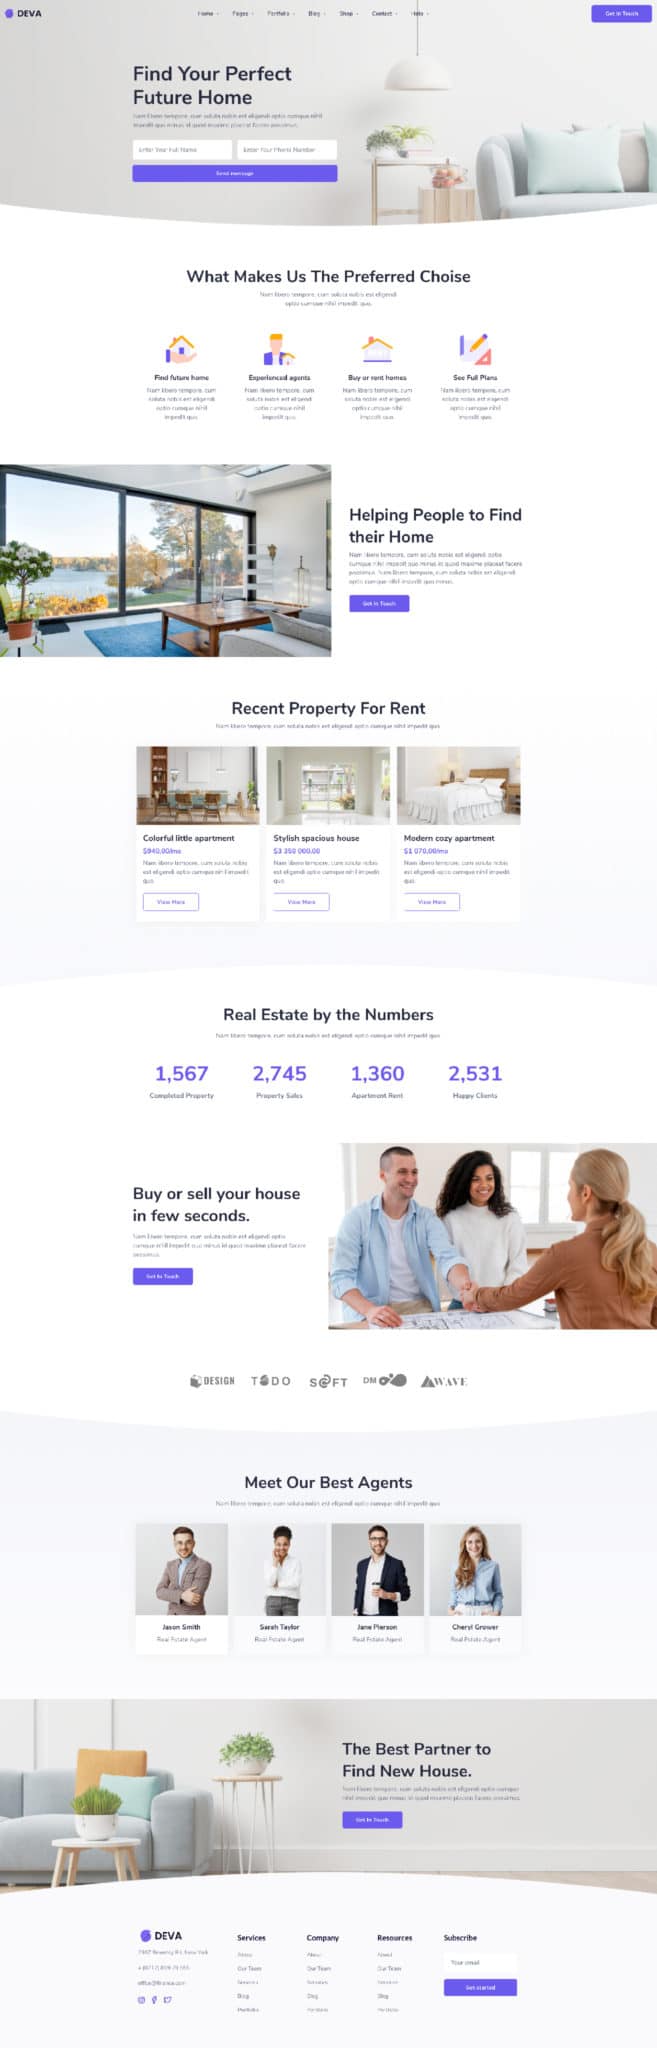 DEVA
Home
Pages
Portfolio
Blog
Shop
Contact
Get in Touch
Find Your Perfect
Future Home
Nam libero tempore, cum soluta nobis est eligendi optio cumque nihil
impedit quo minus id quod maxime placeat facere possimus.
Enter Your Full Name
Enter Your Phone Number
Send message
What Makes Us The Preferred Choise
Nam libero tempore, cum soluta nobis est eligendi
optio cumque nihil impedit quo.
Find future home
Nam libero tempore, cum
soluta nobis est eligendi
optio cumque nihil
impedit quo.
Experienced agents
Nam libero tempore, cum
soluta nobis est eligendi
optio cumque nihil
impedit quo.
Buy or rent homes
Nam libero tempore, cum
soluta nobis est eligendi
optio cumque nihil
impedit quo.
See Full Plans
Nam libero tempore, cum
soluta nobis est eligendi
optio cumque nihil
impedit quo.
Helping People to Find
their Home
Nam libero tempore, cum soluta nobis est eligendi optio
cumque nihil impedit quo minus id quod maxime placeat facere
possimus. Nam libero tempore, cum soluta nobis est eligendi
optio cumque nihil impedit quo minus.
Get In Touch
Recent Property For Rent
Nam libero tempore, cum soluta nobis est eligendi optio cumque nihil impedit quo
Colorful little apartment
$940,00/mo
Nam libero tempore, cum soluta nobis
est eligendi optio cumque nihil impedit
quo
View More
Stylish spacious house
$3 350 000,00
Nam libero tempore, cum soluta nobis
est eligendi optio cumque nihil impedit
quo
View More
Modern cozy apartment
$1 070,00/mo
Nam libero tempore, cum soluta nobis
est eligendi optio cumque nihil impedit
quo
View More
Real Estate by the Numbers
Nam libero tempore, cum soluta nobis est eligendi optio cumque nihil impedit quo
1,567
Completed Property
2,745
Property Sales
1,360
Apartment Rent
2,531
Happy Clients
Buy or sell your house
in few seconds.
Nam libero tempore, cum soluta nobis est eligendi optio
cumque nihil impedit quo minus id quod maxime placeat facere
possimus.
Get In Touch
DESIGN
TODO
SOFT
DM
WAVE
Meet Our Best Agents
Nam libero tempore, cum soluta nobis est eligendi optio cumque nihil impedit quo
Jason Smith
Real Estate Agent
Sarah Taylor
Real Estate Agent
Jane Pierson
Real Estate Agent
Cheryl Grower
Real Estate Agent
The Best Partner to
Find New House.
Nam libero tempore, cum soluta nobis est eligendi optio cumque
nihil impedit quo minus id quod maxime placeat facere possimus.
Get In Touch
DEVA
Beverly Rd, New York
Services
About
Our Team
Services
Blog
Portfolio
Company
About
Our Team
Services
Blog
Portfolio
Resources
About
Our Team
Services
Blog
Portfolio
Subscribe
Your email
Get started